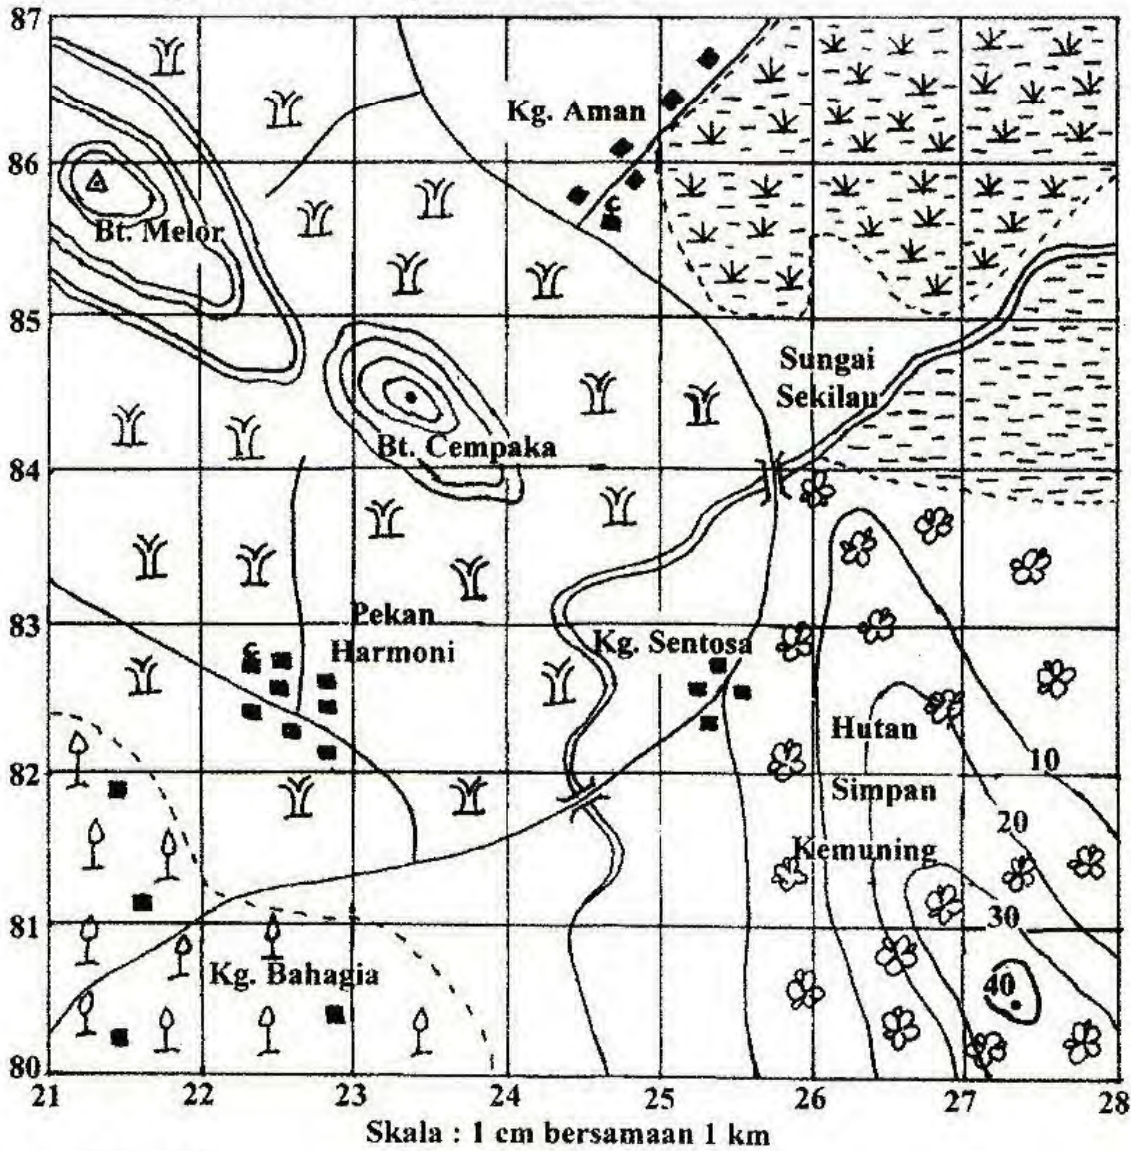 87
Kg. Aman
86
Bt. Melor
85
Sungai
Sekilau
Bt. Cempaka
84
Pekan
Harmoni
83
Kg. Sentosa
Hutan
10
82
Simpan
20
Kemuning
30
81
Kg. Bahagia
40
80
21 22 23 24 25 26 27 28
Skala : 1 cm bersamaan 1 km